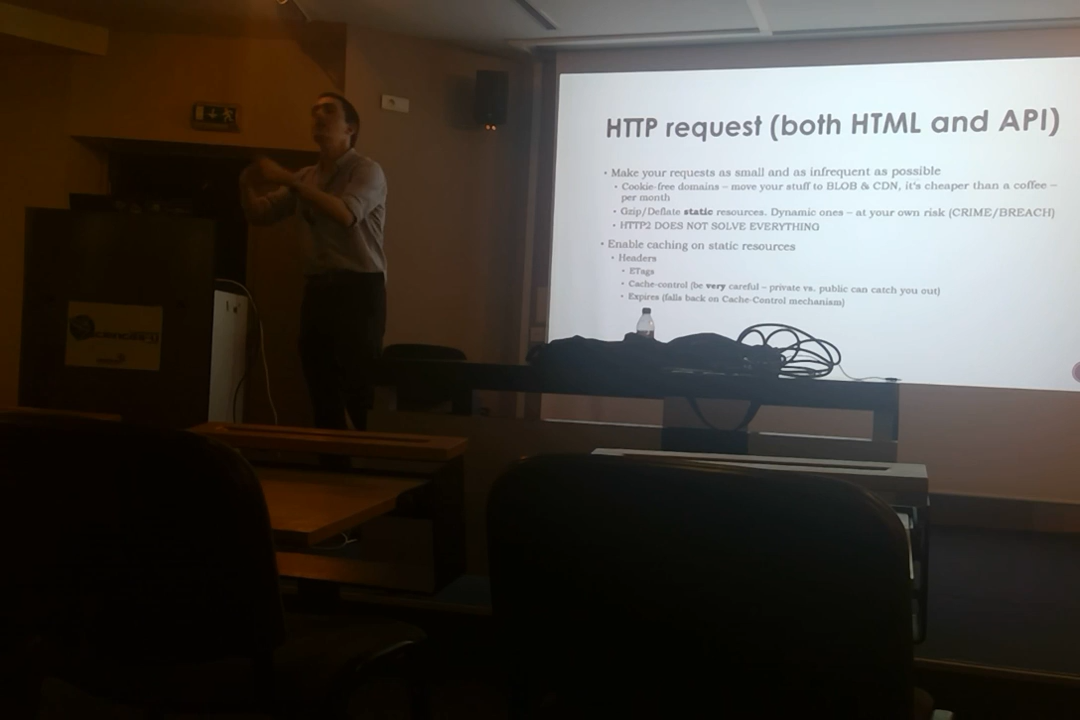 HTTP request (both HTML and API)
• Make your requests as small and as infrequent as possible
• Cookie-free domains – move your stuff to BLOB & CDN, it's cheaper than a coffee –
per month
• Gzip/Deflate static resources. Dynamic ones – at your own risk (CRIME/BREACH)
• HTTP2 DOES NOT SOLVE EVERYTHING
• Enable caching on static resources
• Headers
• ETags
• Cache-control (be very careful – private vs. public can catch you out)
• Expires (falls back on Cache-Control mechanism)